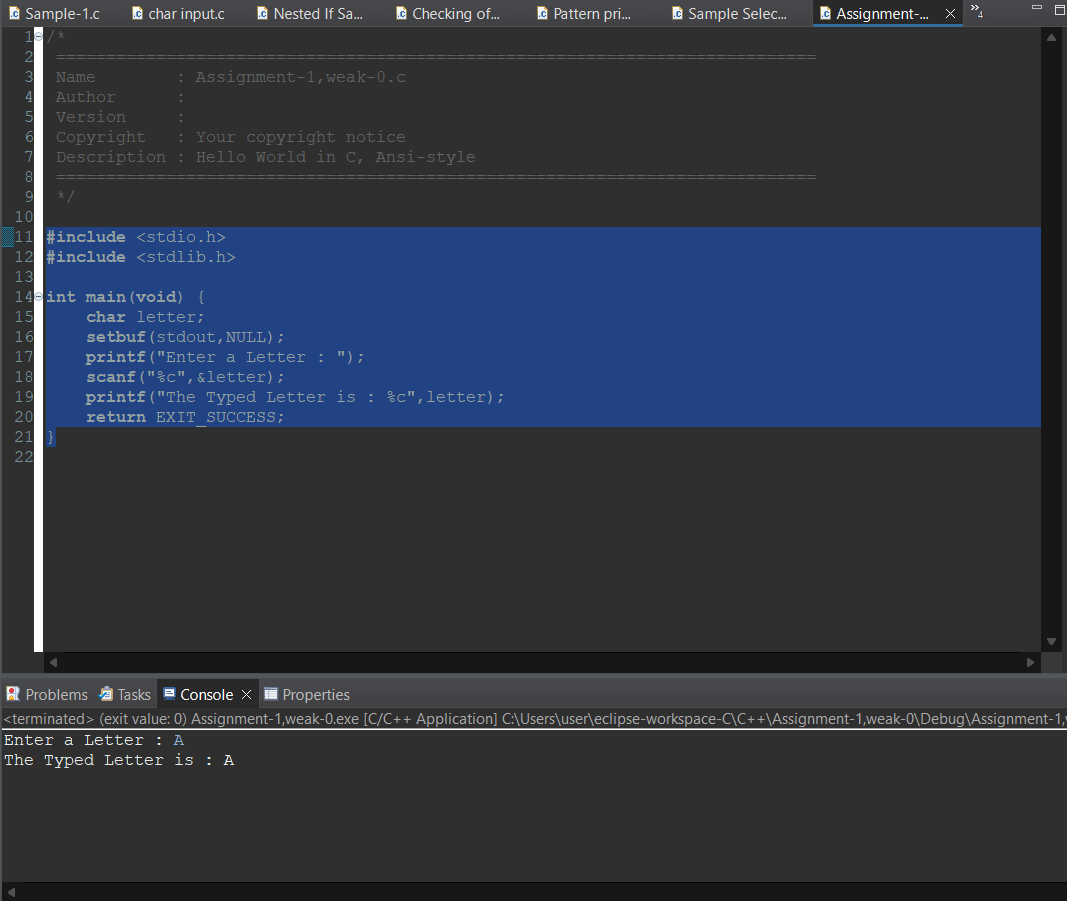 Sample-1.c char input.c Nested If Sa... Checking of... Pattern pri... Sample Selec... Assignment-... »4
1 /*
2 ============================================================================
3 Name        : Assignment-1,weak-0.c
4 Author      :
5 Version     :
6 Copyright   : Your copyright notice
7 Description : Hello World in C, Ansi-style
8 ============================================================================
9 */
10
11 #include <stdio.h>
12 #include <stdlib.h>
13
14 int main(void) {
15     char letter;
16     setbuf(stdout,NULL);
17     printf("Enter a Letter : ");
18     scanf("%c",&letter);
19     printf("The Typed Letter is : %c",letter);
20     return EXIT_SUCCESS;
21 }
22
Problems Tasks Console Properties
<terminated> (exit value: 0) Assignment-1,weak-0.exe [C/C++ Application] C:\Users\user\eclipse-workspace-C\C++\Assignment-1,weak-0\Debug\Assignment-1,
Enter a Letter : A
The Typed Letter is : A